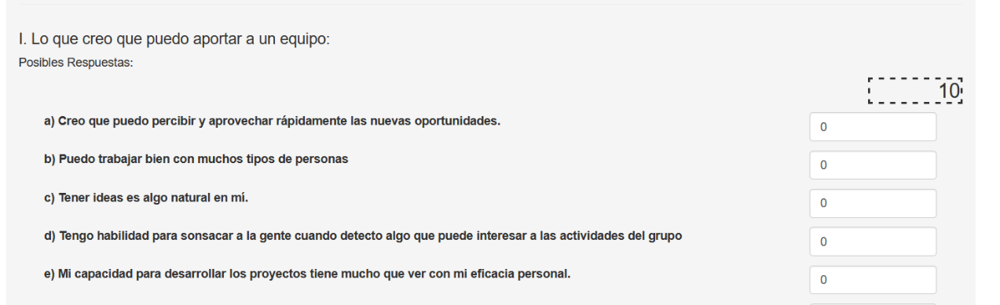 I. Lo que creo que puedo aportar a un equipo:
Posibles Respuestas:
10
a) Creo que puedo percibir y aprovechar rápidamente las nuevas oportunidades.
0
b) Puedo trabajar bien con muchos tipos de personas
0
c) Tener ideas es algo natural en mí.
0
d) Tengo habilidad para sonsacar a la gente cuando detecto algo que puede interesar a las actividades del grupo
0
e) Mi capacidad para desarrollar los proyectos tiene mucho que ver con mi eficacia personal.
0